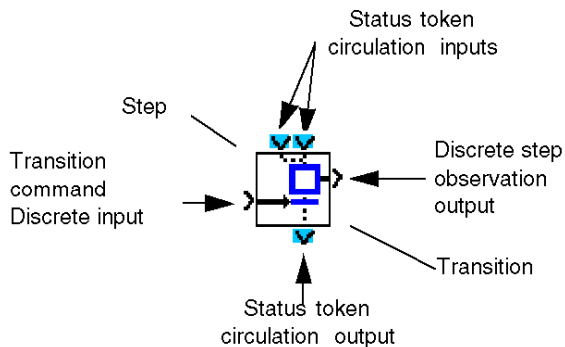 Status token
circulation inputs
Step
Transition
command
Discrete input
Discrete step
observation
output
Transition
Status token
circulation output